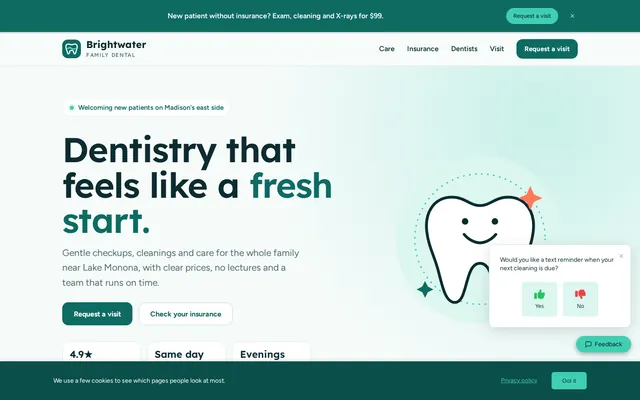 New patient without insurance? Exam, cleaning and X-rays for $99.
Request a visit
×
Brightwater
FAMILY DENTAL
Care
Insurance
Dentists
Visit
Request a visit
Welcoming new patients on Madison's east side
Dentistry that
feels like a fresh
start.
Gentle checkups, cleanings and care for the whole family
near Lake Monona, with clear prices, no lectures and a
team that runs on time.
Request a visit
Check your insurance
4.9★
Same day
Evenings
Would you like a text reminder when your
next cleaning is due?
×
Yes
No
Feedback
We use a few cookies to see which pages people look at most.
Privacy policy
Got it